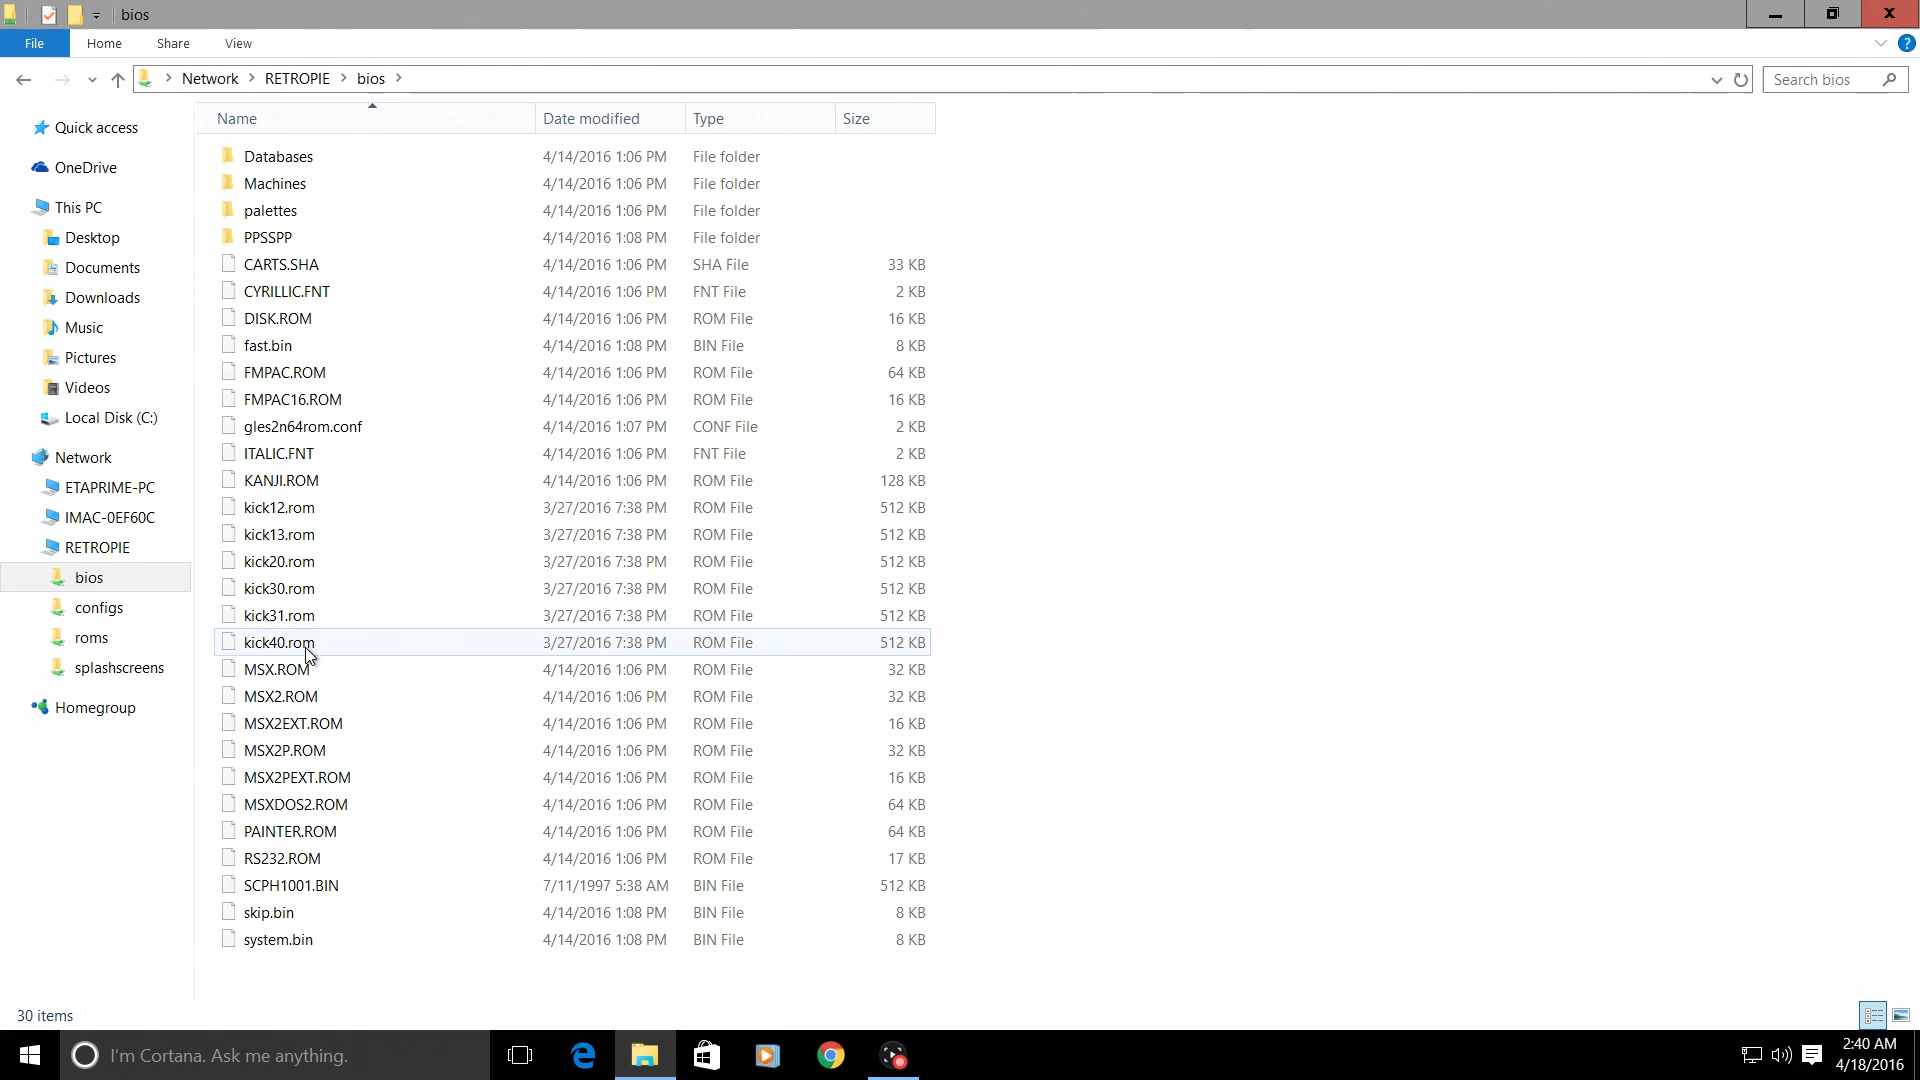 bios
File Home Share View
Network RETROPIE bios
Search bios
Name Date modified Type Size
Quick access
OneDrive
This PC
Desktop
Documents
Downloads
Music
Pictures
Videos
Local Disk (C:)
Network
ETAPRIME-PC
IMAC-0EF60C
RETROPIE
bios
configs
roms
splashscreens
Homegroup
Databases 4/14/2016 1:06 PM File folder
Machines 4/14/2016 1:06 PM File folder
palettes 4/14/2016 1:06 PM File folder
PPSSPP 4/14/2016 1:08 PM File folder
CARTS.SHA 4/14/2016 1:06 PM SHA File 33 KB
CYRILLIC.FNT 4/14/2016 1:06 PM FNT File 2 KB
DISK.ROM 4/14/2016 1:06 PM ROM File 16 KB
fast.bin 4/14/2016 1:08 PM BIN File 8 KB
FMPAC.ROM 4/14/2016 1:06 PM ROM File 64 KB
FMPAC16.ROM 4/14/2016 1:06 PM ROM File 16 KB
gles2n64rom.conf 4/14/2016 1:07 PM CONF File 2 KB
ITALIC.FNT 4/14/2016 1:06 PM FNT File 2 KB
KANJI.ROM 4/14/2016 1:06 PM ROM File 128 KB
kick12.rom 3/27/2016 7:38 PM ROM File 512 KB
kick13.rom 3/27/2016 7:38 PM ROM File 512 KB
kick20.rom 3/27/2016 7:38 PM ROM File 512 KB
kick30.rom 3/27/2016 7:38 PM ROM File 512 KB
kick31.rom 3/27/2016 7:38 PM ROM File 512 KB
kick40.rom 3/27/2016 7:38 PM ROM File 512 KB
MSX.ROM 4/14/2016 1:06 PM ROM File 32 KB
MSX2.ROM 4/14/2016 1:06 PM ROM File 32 KB
MSX2EXT.ROM 4/14/2016 1:06 PM ROM File 16 KB
MSX2P.ROM 4/14/2016 1:06 PM ROM File 32 KB
MSX2PEXT.ROM 4/14/2016 1:06 PM ROM File 16 KB
MSXDOS2.ROM 4/14/2016 1:06 PM ROM File 64 KB
PAINTER.ROM 4/14/2016 1:06 PM ROM File 64 KB
RS232.ROM 4/14/2016 1:06 PM ROM File 17 KB
SCPH1001.BIN 7/11/1997 5:38 AM BIN File 512 KB
skip.bin 4/14/2016 1:08 PM BIN File 8 KB
system.bin 4/14/2016 1:08 PM BIN File 8 KB
30 items
I'm Cortana. Ask me anything.
2:40 AM
4/18/2016